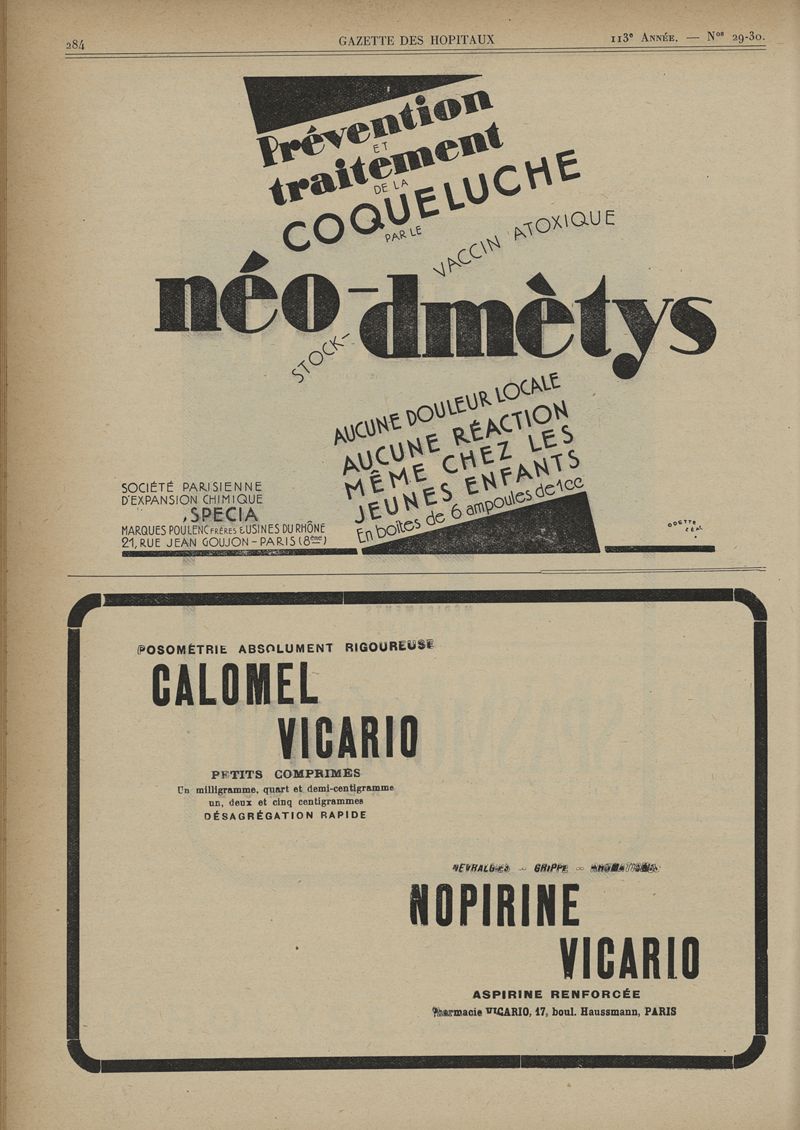 284
GAZETTE DES HOPITAUX
113e ANNÉE. — Nos 29-30.
Prévention
ET
traitement
DE LA
COQUELUCHE
PAR LE
VACCIN ATOXIQUE
néo-dmètys
STOCK-
AUCUNE DOULEUR LOCALE
AUCUNE RÉACTION
MÊME CHEZ LES
JEUNES ENFANTS
En boîtes de 6 ampoules de 1cc
SOCIÉTÉ PARISIENNE
D'EXPANSION CHIMIQUE
SPECIA
MARQUES POULENC FRÈRES & USINES DU RHÔNE
21, RUE JEAN GOUJON - PARIS (8ème)
ODETTE
POSOMÉTRIE ABSOLUMENT RIGOUREUSE
CALOMEL
VICARIO
PETITS COMPRIMÉS
Un milligramme, quart et demi-centigramme
un, deux et cinq centigrammes
DÉSAGRÉGATION RAPIDE
NÉVRALGIES - GRIPPE -
NOPIRINE
VICARIO
ASPIRINE RENFORCÉE
Pharmacie VICARIO, 17, boul. Haussmann, PARIS